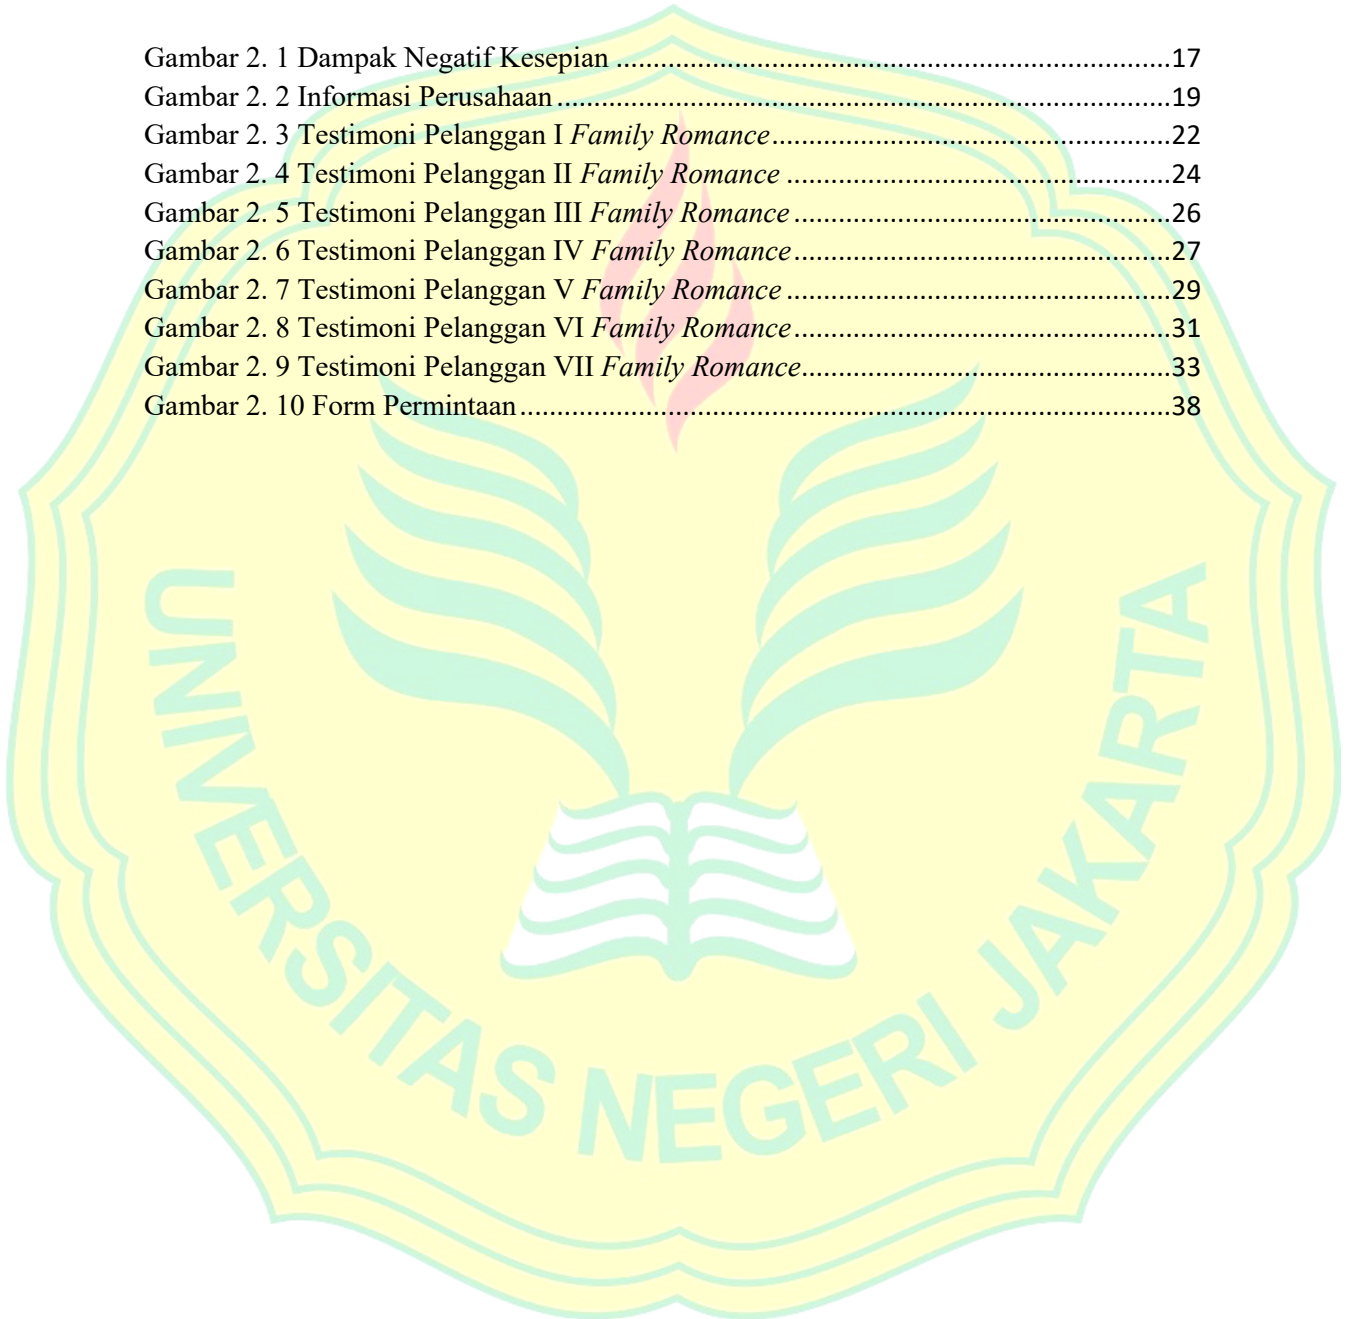 Gambar 2. 1 Dampak Negatif Kesepian ........................................................................17
Gambar 2. 2 Informasi Perusahaan................................................................................19
Gambar 2. 3 Testimoni Pelanggan I Family Romance....................................................22
Gambar 2. 4 Testimoni Pelanggan II Family Romance ..................................................24
Gambar 2. 5 Testimoni Pelanggan III Family Romance .................................................26
Gambar 2. 6 Testimoni Pelanggan IV Family Romance.................................................27
Gambar 2. 7 Testimoni Pelanggan V Family Romance ..................................................29
Gambar 2. 8 Testimoni Pelanggan VI Family Romance.................................................31
Gambar 2. 9 Testimoni Pelanggan VII Family Romance................................................33
Gambar 2. 10 Form Permintaan.....................................................................................38
UNIVERSITAS NEGERI JAKARTA